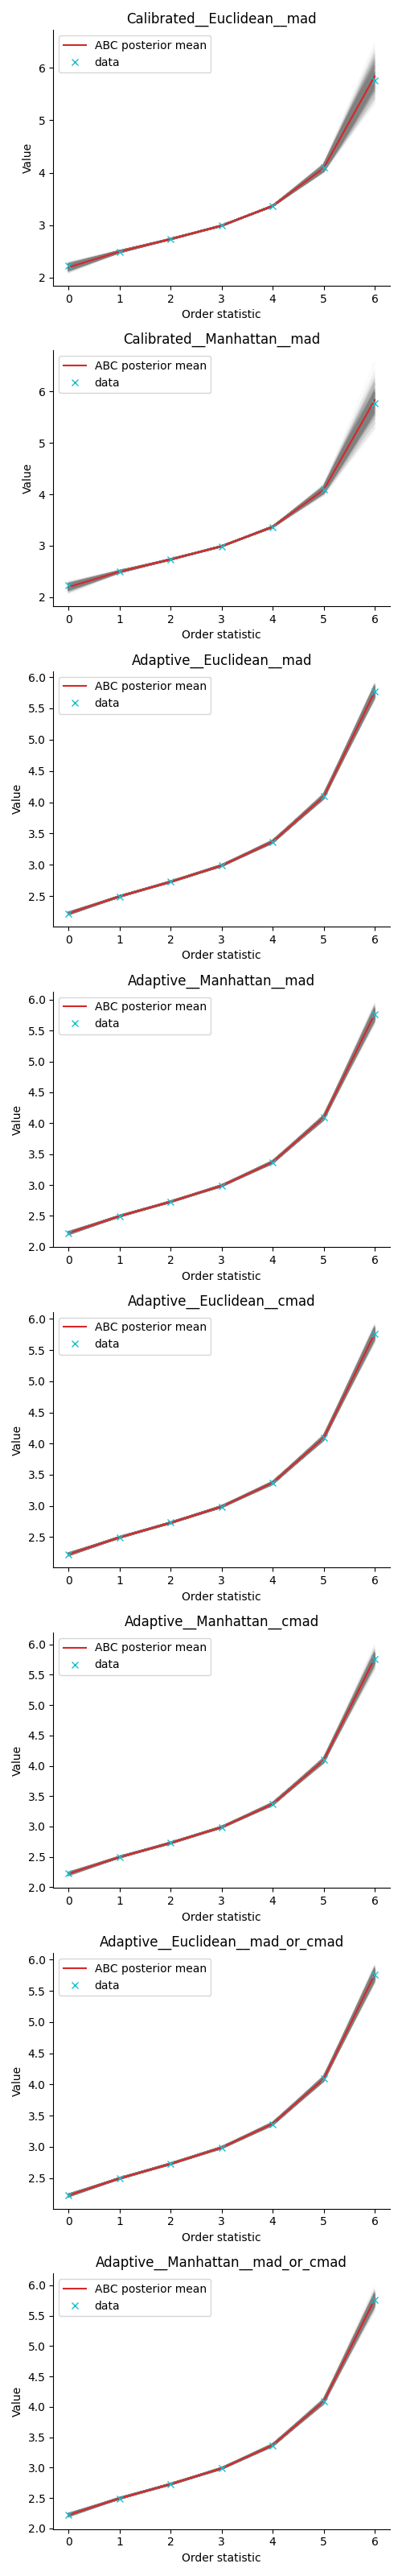 Calibrated__Euclidean__mad
ABC posterior mean
data
6
5
4
3
2
Value
0 1 2 3 4 5 6
Order statistic
Calibrated__Manhattan__mad
ABC posterior mean
data
6
5
4
3
2
Value
0 1 2 3 4 5 6
Order statistic
Adaptive__Euclidean__mad
ABC posterior mean
data
6.0
5.5
5.0
4.5
4.0
3.5
3.0
2.5
Value
0 1 2 3 4 5 6
Order statistic
Adaptive__Manhattan__mad
ABC posterior mean
data
6.0
5.5
5.0
4.5
4.0
3.5
3.0
2.5
2.0
Value
0 1 2 3 4 5 6
Order statistic
Adaptive__Euclidean__cmad
ABC posterior mean
data
6.0
5.5
5.0
4.5
4.0
3.5
3.0
2.5
Value
0 1 2 3 4 5 6
Order statistic
Adaptive__Manhattan__cmad
ABC posterior mean
data
6.0
5.5
5.0
4.5
4.0
3.5
3.0
2.5
2.0
Value
0 1 2 3 4 5 6
Order statistic
Adaptive__Euclidean__mad_or_cmad
ABC posterior mean
data
6.0
5.5
5.0
4.5
4.0
3.5
3.0
2.5
Value
0 1 2 3 4 5 6
Order statistic
Adaptive__Manhattan__mad_or_cmad
ABC posterior mean
data
6.0
5.5
5.0
4.5
4.0
3.5
3.0
2.5
2.0
Value
0 1 2 3 4 5 6
Order statistic